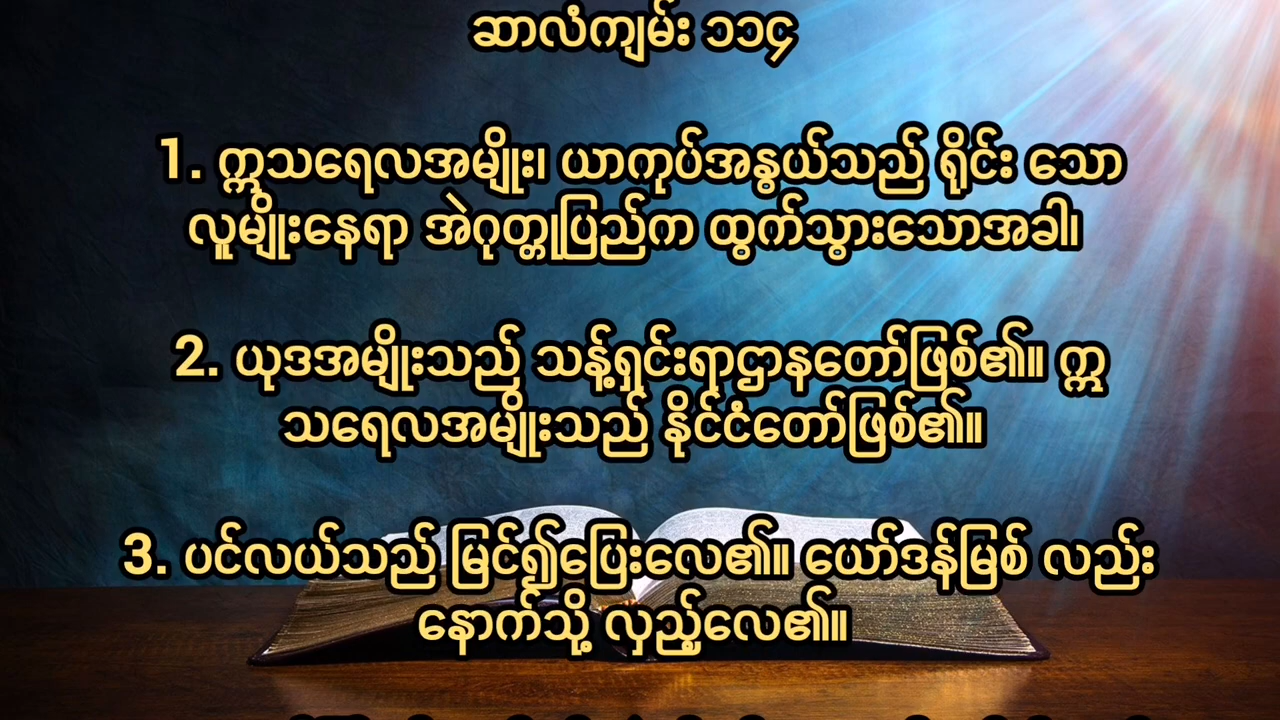 ဆာလံကျမ်း ၁၁၄
1. ဣသရေလအမျိုး၊ ယာကုပ်အနွယ်သည် ရိုင်း သော
လူမျိုးနေရာ အဲဂုတ္တုပြည်က ထွက်သွားသောအခါ၊
2. ယုဒအမျိုးသည် သန့်ရှင်းရာဌာနတော်ဖြစ်၏။ ဣ
သရေလအမျိုးသည် နိုင်ငံတော်ဖြစ်၏။
3. ပင်လယ်သည် မြင်၍ပြေးလေ၏။ ယော်ဒန်မြစ် လည်း
နောက်သို့ လှည့်လေ၏။